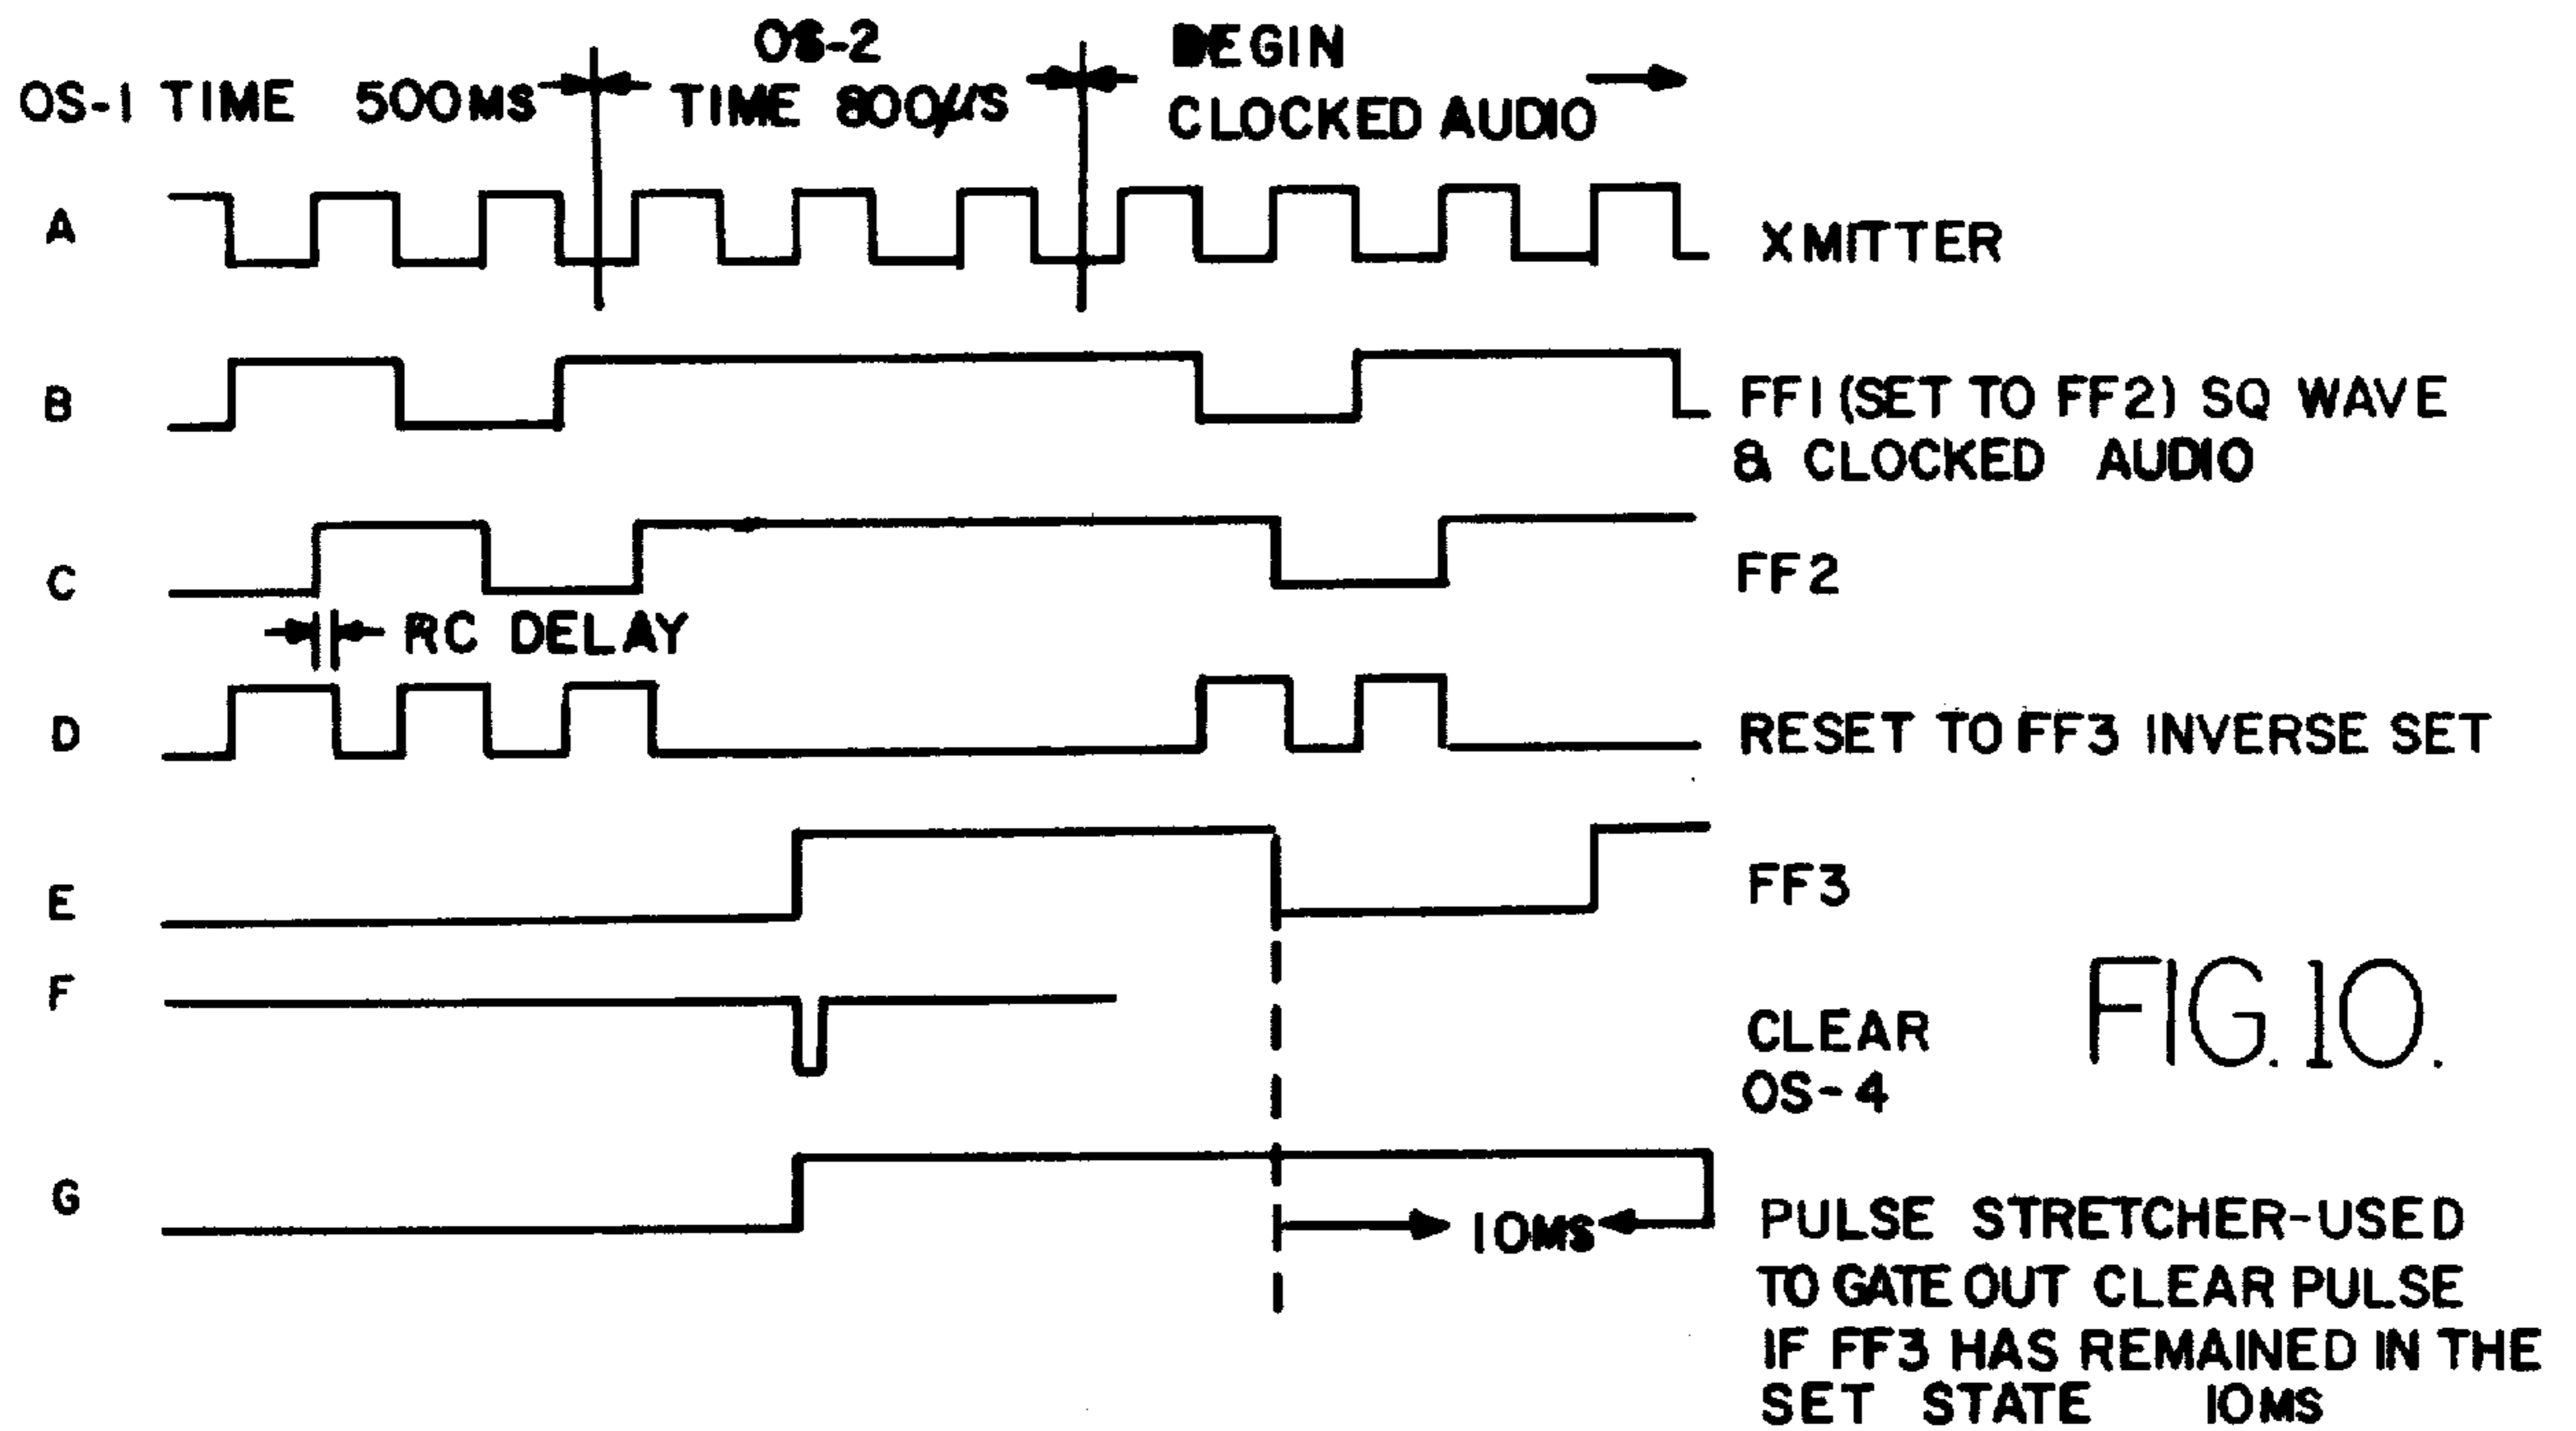 OS-1 TIME 500MS
OS-2
TIME 800μS
BEGIN
CLOCKED AUDIO
A
XMITTER
B
FF1 (SET TO FF2) SQ WAVE
& CLOCKED AUDIO
C
FF2
RC DELAY
D
RESET TO FF3 INVERSE SET
E
FF3
F
CLEAR
OS-4
FIG. 10.
G
10MS
PULSE STRETCHER-USED
TO GATE OUT CLEAR PULSE
IF FF3 HAS REMAINED IN THE
SET STATE 10MS